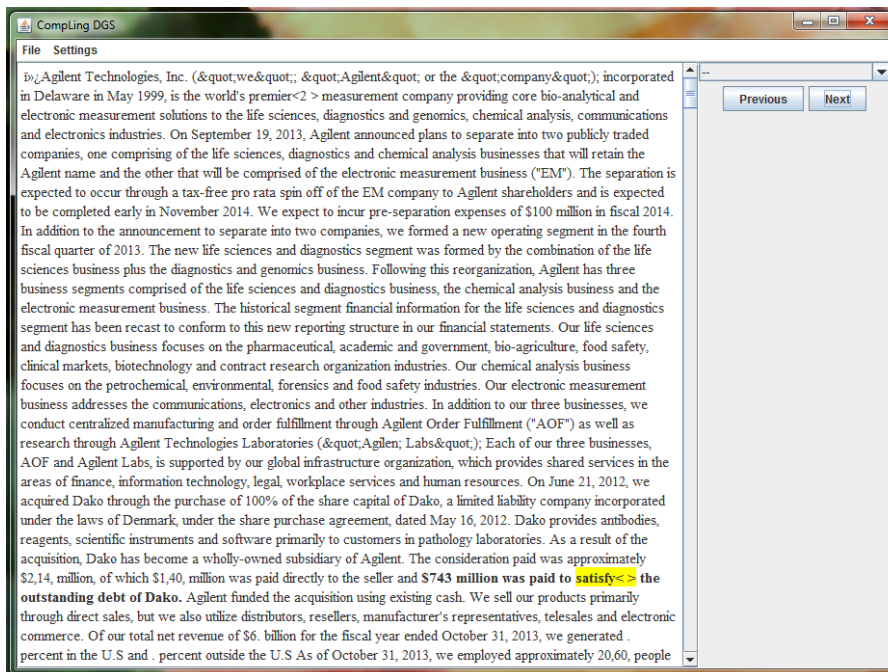 CompLing DGS
File Settings
ï»¿Agilent Technologies, Inc. (&quot;we&quot;; &quot;Agilent&quot; or the &quot;company&quot;); incorporated
in Delaware in May 1999, is the world's premier<2 > measurement company providing core bio-analytical and
electronic measurement solutions to the life sciences, diagnostics and genomics, chemical analysis, communications
and electronics industries. On September 19, 2013, Agilent announced plans to separate into two publicly traded
companies, one comprising of the life sciences, diagnostics and chemical analysis businesses that will retain the
Agilent name and the other that will be comprised of the electronic measurement business ("EM"). The separation is
expected to occur through a tax-free pro rata spin off of the EM company to Agilent shareholders and is expected
to be completed early in November 2014. We expect to incur pre-separation expenses of $100 million in fiscal 2014.
In addition to the announcement to separate into two companies, we formed a new operating segment in the fourth
fiscal quarter of 2013. The new life sciences and diagnostics segment was formed by the combination of the life
sciences business plus the diagnostics and genomics business. Following this reorganization, Agilent has three
business segments comprised of the life sciences and diagnostics business, the chemical analysis business and the
electronic measurement business. The historical segment financial information for the life sciences and diagnostics
segment has been recast to conform to this new reporting structure in our financial statements. Our life sciences
and diagnostics business focuses on the pharmaceutical, academic and government, bio-agriculture, food safety,
clinical markets, biotechnology and contract research organization industries. Our chemical analysis business
focuses on the petrochemical, environmental, forensics and food safety industries. Our electronic measurement
business addresses the communications, electronics and other industries. In addition to our three businesses, we
conduct centralized manufacturing and order fulfillment through Agilent Order Fulfillment ("AOF") as well as
research through Agilent Technologies Laboratories (&quot;Agilen; Labs&quot;); Each of our three businesses,
AOF and Agilent Labs, is supported by our global infrastructure organization, which provides shared services in the
areas of finance, information technology, legal, workplace services and human resources. On June 21, 2012, we
acquired Dako through the purchase of 100% of the share capital of Dako, a limited liability company incorporated
under the laws of Denmark, under the share purchase agreement, dated May 16, 2012. Dako provides antibodies,
reagents, scientific instruments and software primarily to customers in pathology laboratories. As a result of the
acquisition, Dako has become a wholly-owned subsidiary of Agilent. The consideration paid was approximately
$2,14, million, of which $1,40, million was paid directly to the seller and $743 million was paid to satisfy< > the
outstanding debt of Dako. Agilent funded the acquisition using existing cash. We sell our products primarily
through direct sales, but we also utilize distributors, resellers, manufacturer's representatives, telesales and electronic
commerce. Of our total net revenue of $6. billion for the fiscal year ended October 31, 2013, we generated .
percent in the U.S and . percent outside the U.S As of October 31, 2013, we employed approximately 20,60, people
--
Previous Next